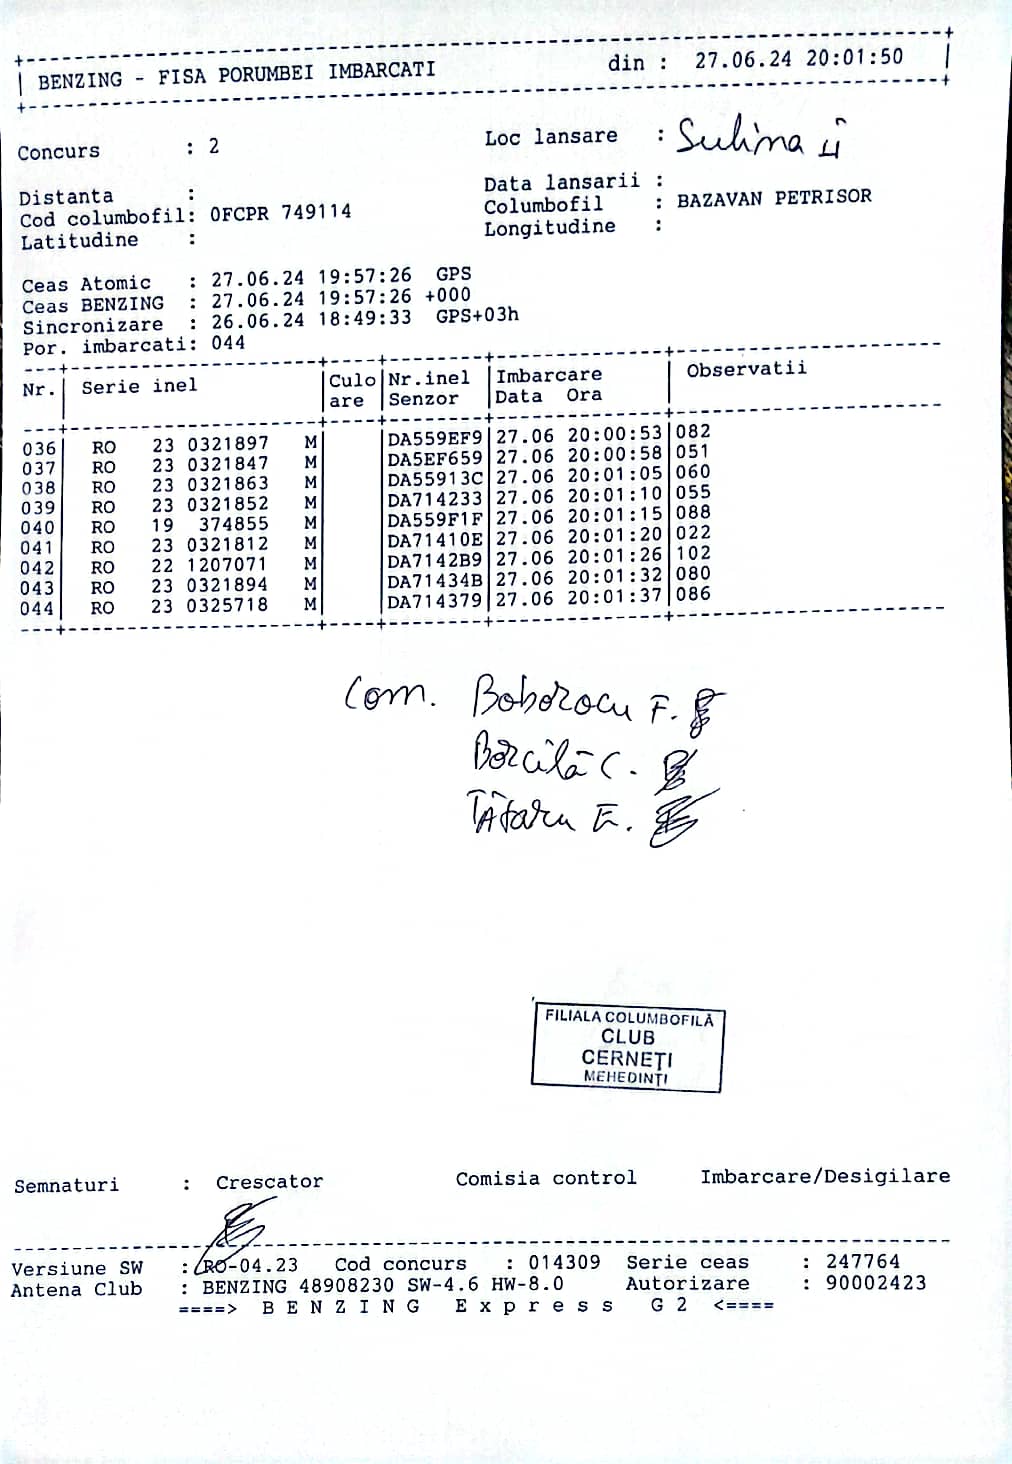 BENZING - FISA PORUMBEI IMBARCATI din : 27.06.24 20:01:50
Concurs : 2 Loc lansare : Sulina II
Distanta : Data lansarii :
Cod columbofil: OFCPR 749114 Columbofil : BAZAVAN PETRISOR
Latitudine : Longitudine :
Ceas Atomic : 27.06.24 19:57:26 GPS
Ceas BENZING : 27.06.24 19:57:26 +000
Sincronizare : 26.06.24 18:49:33 GPS+03h
Por. imbarcati: 044
Nr. Serie inel Culo Nr.inel Imbarcare Observatii
are Senzor Data Ora
036 RO 23 0321897 M DA559EF9 27.06 20:00:53 082
037 RO 23 0321847 M DA5EF659 27.06 20:00:58 051
038 RO 23 0321863 M DA55913C 27.06 20:01:05 060
039 RO 23 0321852 M DA714233 27.06 20:01:10 055
040 RO 19 374855 M DA559F1F 27.06 20:01:15 088
041 RO 23 0321812 M DA71410E 27.06 20:01:20 022
042 RO 22 1207071 M DA7142B9 27.06 20:01:26 102
043 RO 23 0321894 M DA71434B 27.06 20:01:32 080
044 RO 23 0325718 M DA714379 27.06 20:01:37 086
Com. Boborocu F.
Borcilă C.
Tătaru E.
FILIALA COLUMBOFILĂ
CLUB
CERNEȚI
MEHEDINȚI
Semnaturi : Crescator Comisia control Imbarcare/Desigilare
Versiune SW : RO-04.23 Cod concurs : 014309 Serie ceas : 247764
Antena Club : BENZING 48908230 SW-4.6 HW-8.0 Autorizare : 90002423
====> B E N Z I N G E x p r e s s G 2 <====